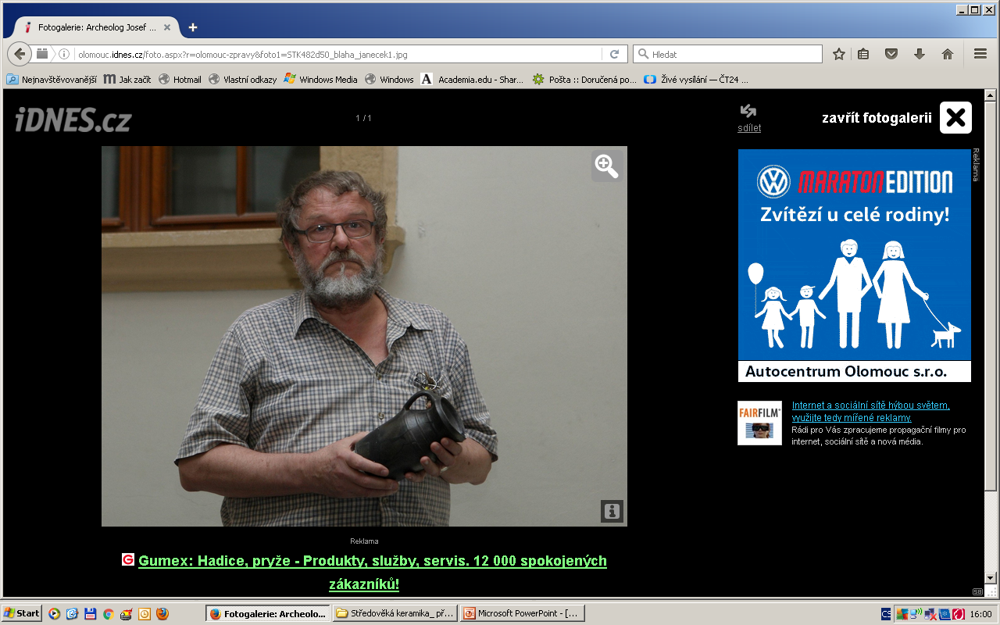 Fotogalerie: Archeolog Josef ...
olomouc.idnes.cz/foto.aspx?r=olomouc-zpravy&foto1=STK482d50_blaha_janecek1.jpg
Hledat
Nejnavštěvovanější
Jak začít
Hotmail
Vlastní odkazy
Windows Media
Windows
Academia.edu - Shar...
Pošta :: Doručená po...
Živé vysílání — ČT24 ...
iDNES.cz
1 / 1
sdílet
zavřít fotogalerii
Reklama
MARATONEDITION
Zvítězí u celé rodiny!
Autocentrum Olomouc s.r.o.
FAIRFILM
Internet a sociální sítě hýbou světem,
využijte tedy mířené reklamy.
Rádi pro Vás zpracujeme propagační filmy pro
internet, sociální sítě a nová média.
Reklama
Gumex: Hadice, pryže - Produkty, služby, servis. 12 000 spokojených
zákazníků!
Start
Fotogalerie: Archeolo...
Středověká keramika_ př...
Microsoft PowerPoint - [...
CS
16:00